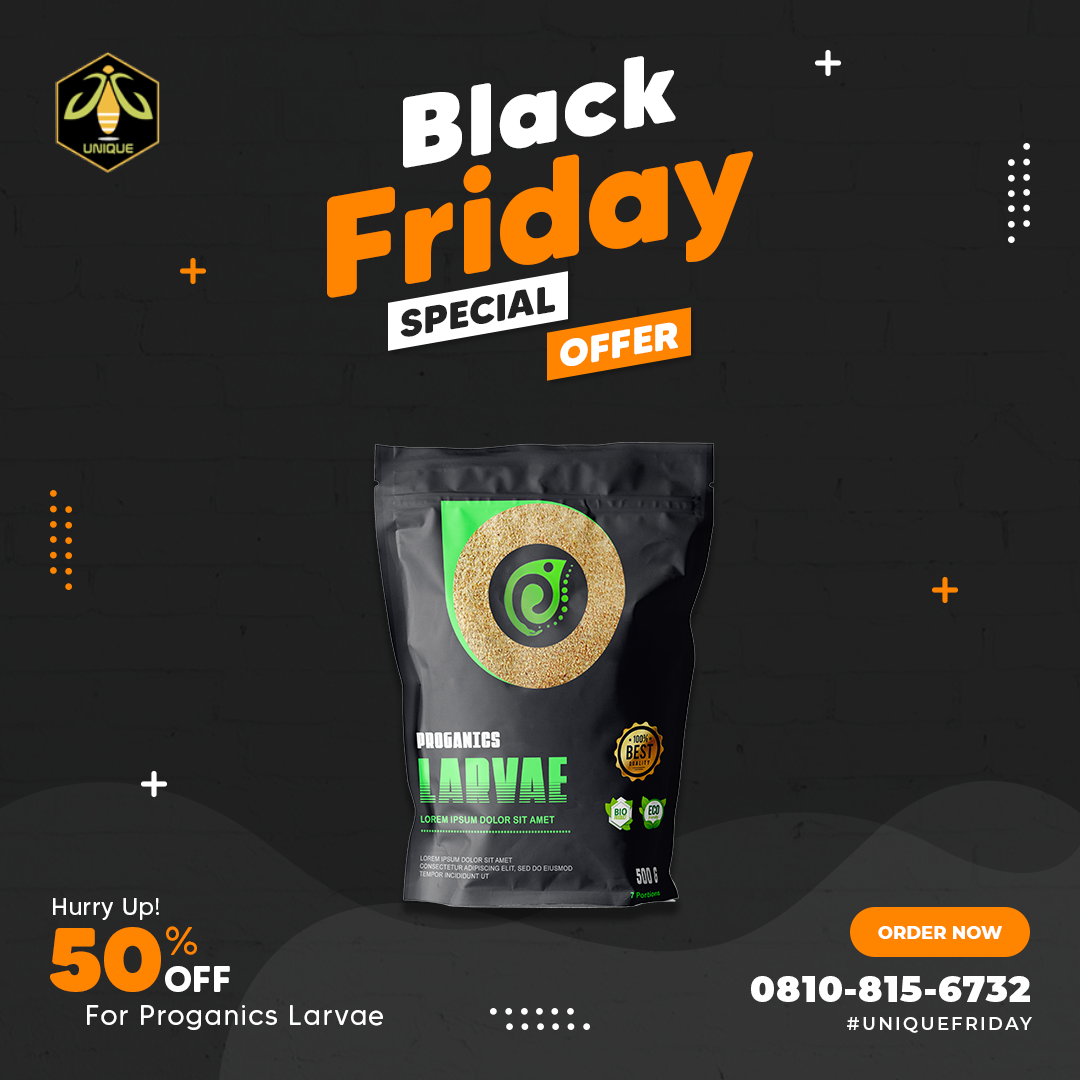 UNIQUE
Black
Friday
SPECIAL
OFFER
PROGANICS
LARVAE
LOREM IPSUM DOLOR SIT AMET
LOREM IPSUM DOLOR SIT AMET
CONSECTETUR ADIPISCING ELIT, SED DO EIUSMOD
TEMPOR INCIDIDUNT UT
100%
BEST
QUALITY
BIO
ECO
500 G
7 Portions
Hurry Up!
50%
OFF
For Proganics Larvae
ORDER NOW
0810-815-6732
#UNIQUEFRIDAY